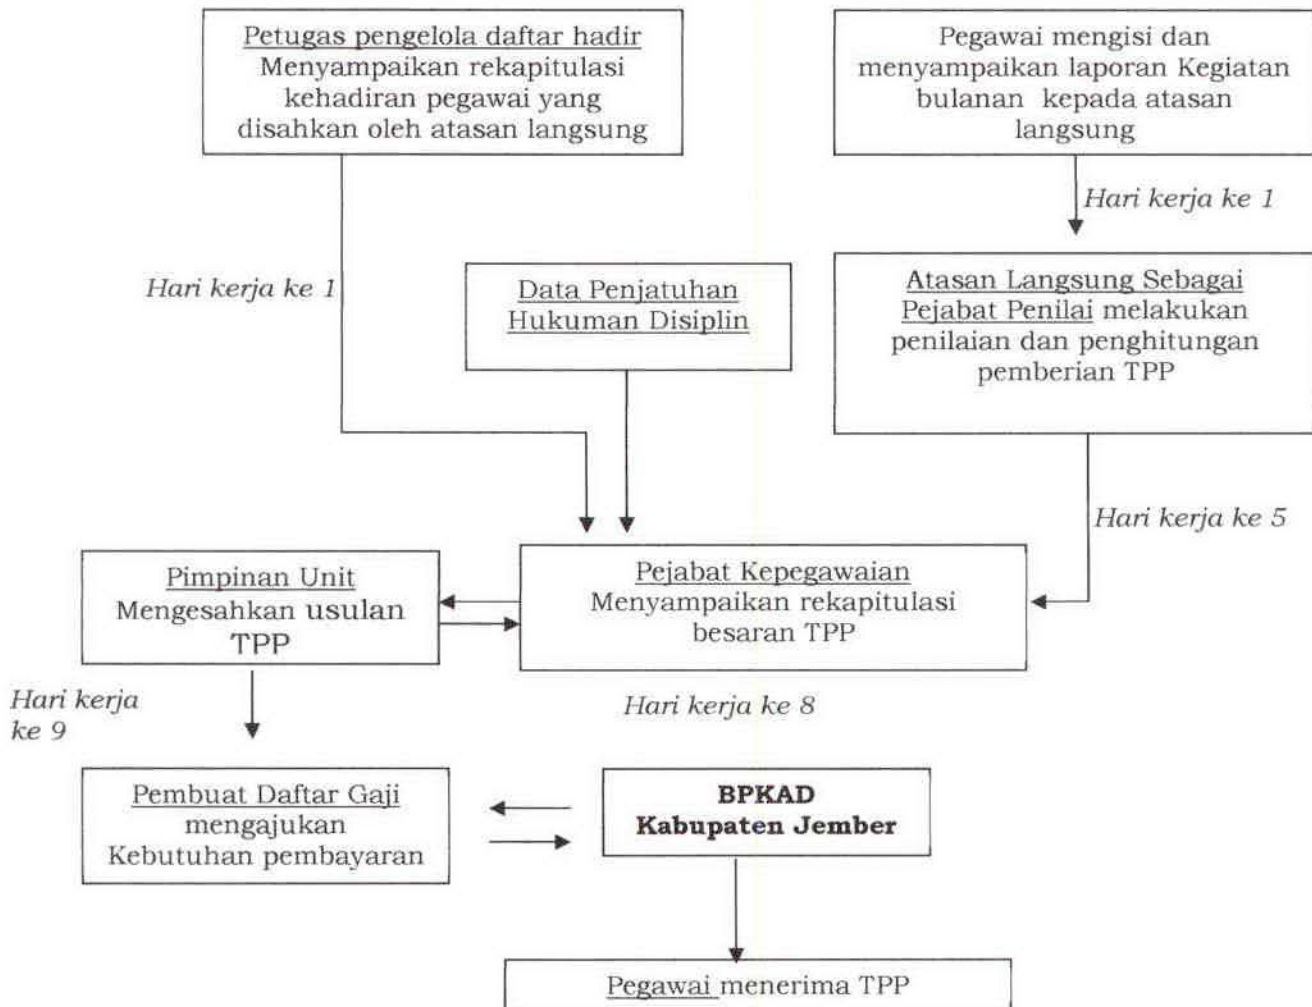 Petugas pengelola daftar hadir
Menyampaikan rekapitulasi
kehadiran pegawai yang
disahkan oleh atasan langsung
Pegawai mengisi dan
menyampaikan laporan Kegiatan
bulanan kepada atasan
langsung
Hari kerja ke 1
Hari kerja ke 1
Data Penjatuhan
Hukuman Disiplin
Atasan Langsung Sebagai
Pejabat Penilai melakukan
penilaian dan penghitungan
pemberian TPP
Hari kerja ke 5
Pimpinan Unit
Mengesahkan usulan
TPP
Pejabat Kepegawaian
Menyampaikan rekapitulasi
besaran TPP
Hari kerja
ke 9
Hari kerja ke 8
Pembuat Daftar Gaji
mengajukan
Kebutuhan pembayaran
BPKAD
Kabupaten Jember
Pegawai menerima TPP